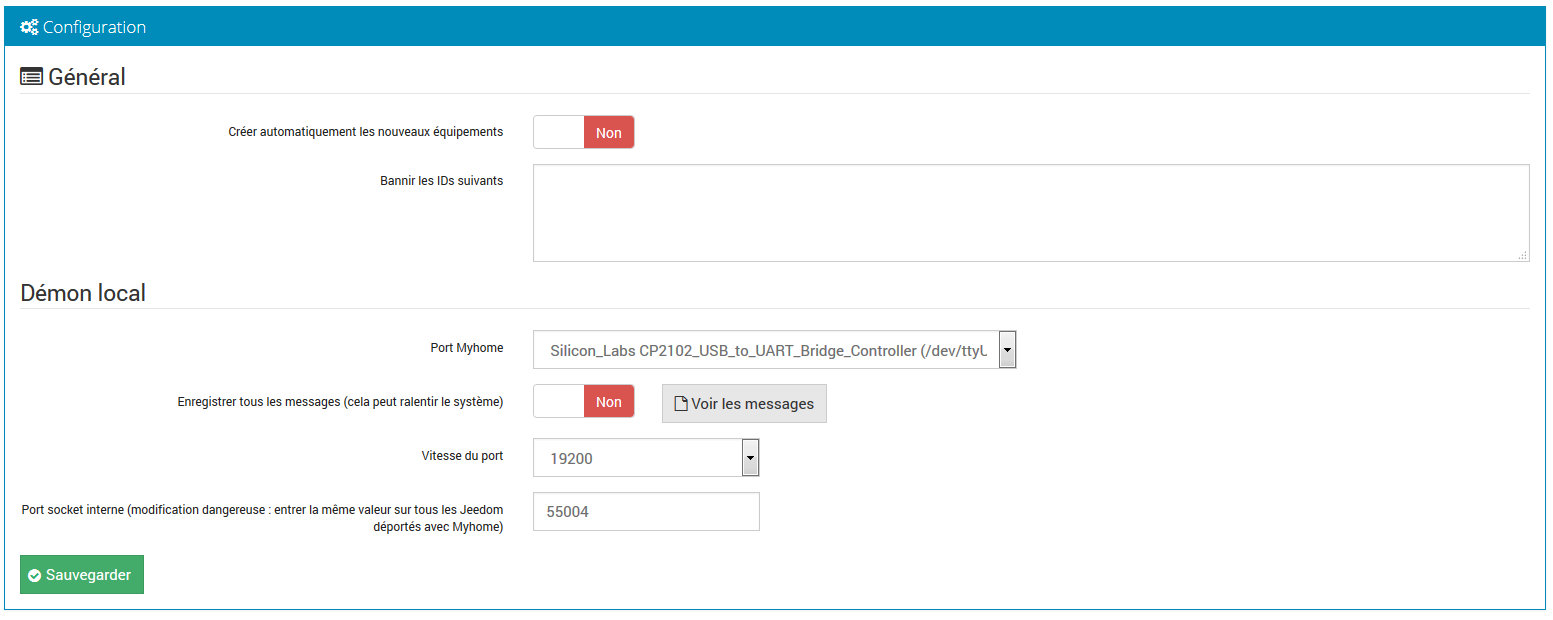 Configuration
Général
Créer automatiquement les nouveaux équipements
Non
Bannir les IDs suivants
Démon local
Port Myhome
Silicon_Labs CP2102_USB_to_UART_Bridge_Controller (/dev/ttyU
Enregistrer tous les messages (cela peut ralentir le système)
Non
Voir les messages
Vitesse du port
19200
Port socket interne (modification dangereuse : entrer la même valeur sur tous les Jeedom
déportés avec Myhome)
55004
Sauvegarder